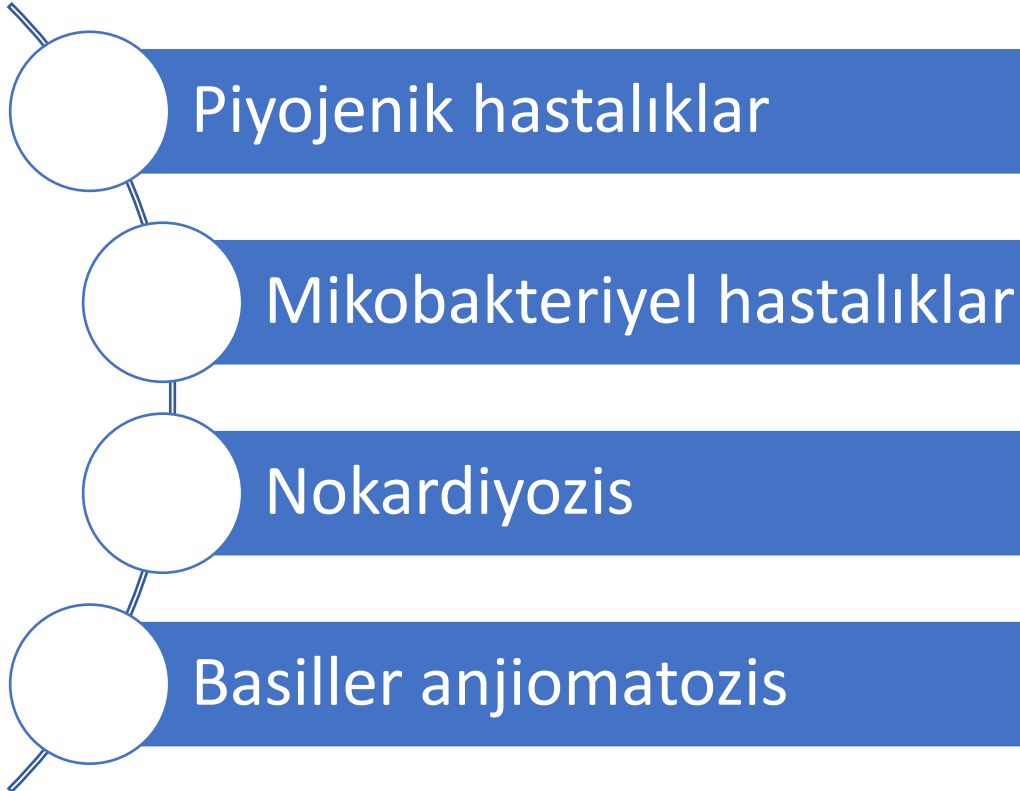 Piyojenik hastalıklar
Mikobakteriyel hastalıklar
Nokardiyozis
Basiller anjiomatozis